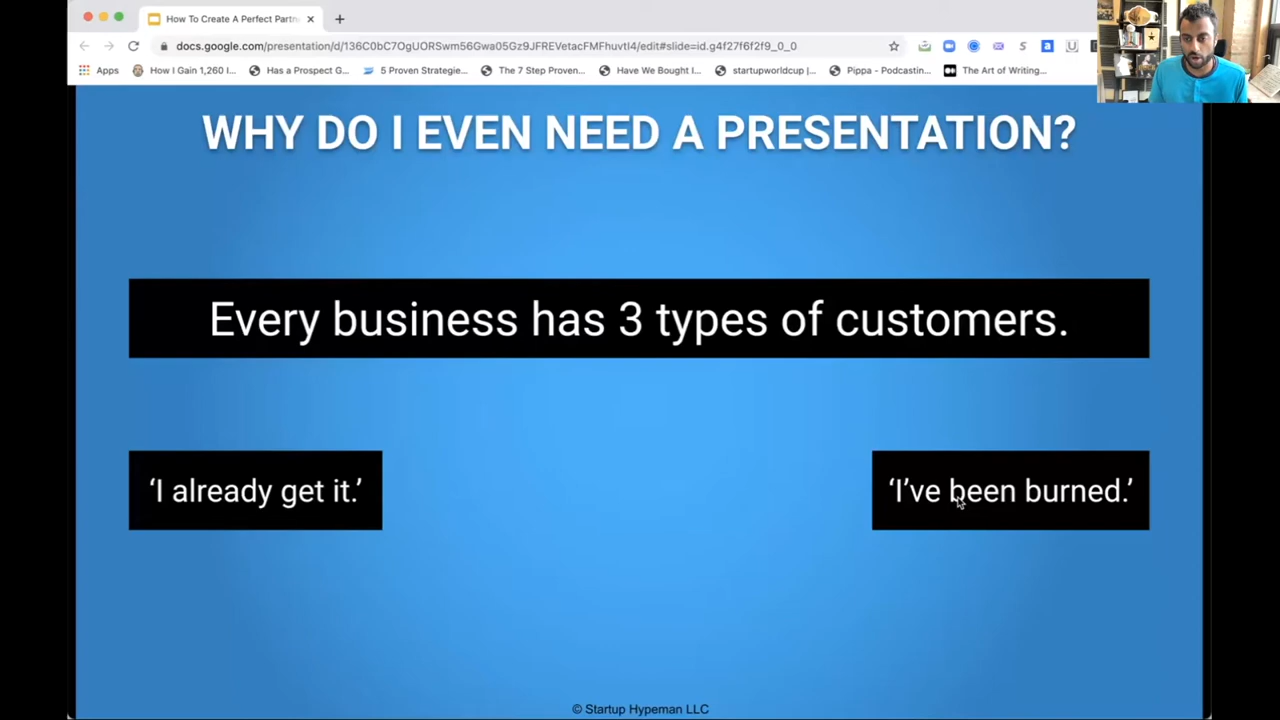 How To Create A Perfect Partn
docs.google.com/presentation/d/136C0bC7OgUORSwm56Gwa05Gz9JFREVetacFMFhuvtI4/edit#slide=id.g4f27f6f2f9_0_0
Apps How I Gain 1,260 I... Has a Prospect G... 5 Proven Strategie... The 7 Step Proven... Have We Bought I... startupworldcup |... Pippa - Podcastin... The Art of Writing...
WHY DO I EVEN NEED A PRESENTATION?
Every business has 3 types of customers.
‘I already get it.’
‘I’ve been burned.’
© Startup Hypeman LLC